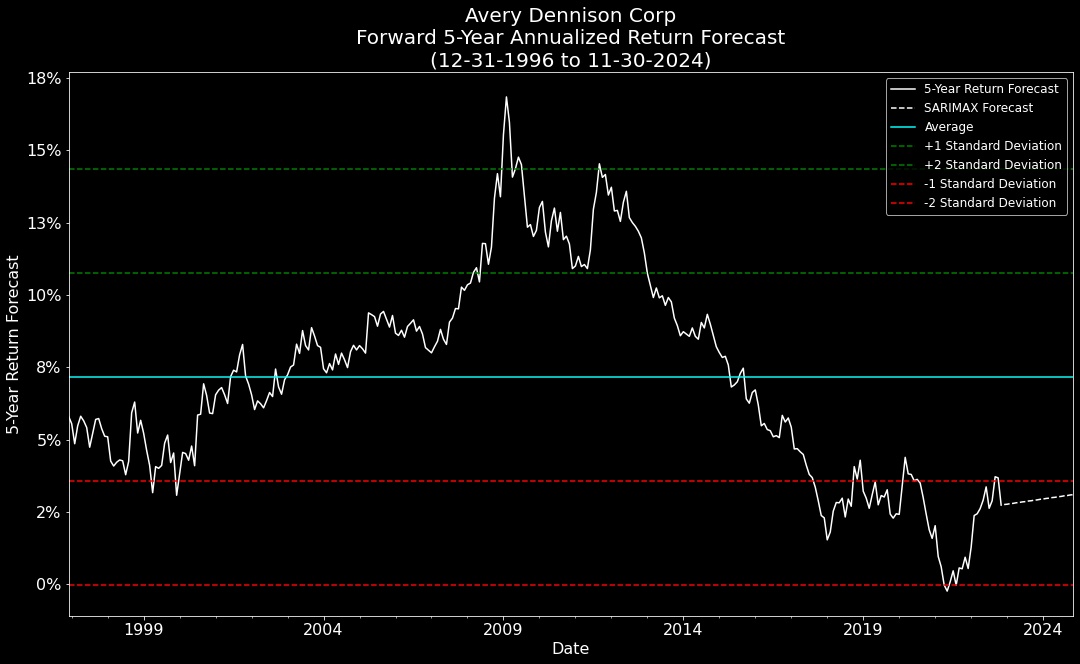 Avery Dennison Corp
Forward 5-Year Annualized Return Forecast
(12-31-1996 to 11-30-2024)
18%
15%
13%
10%
8%
5%
2%
0%
5-Year Return Forecast
5-Year Return Forecast
SARIMAX Forecast
Average
+1 Standard Deviation
+2 Standard Deviation
-1 Standard Deviation
-2 Standard Deviation
1999 2004 2009 2014 2019 2024
Date